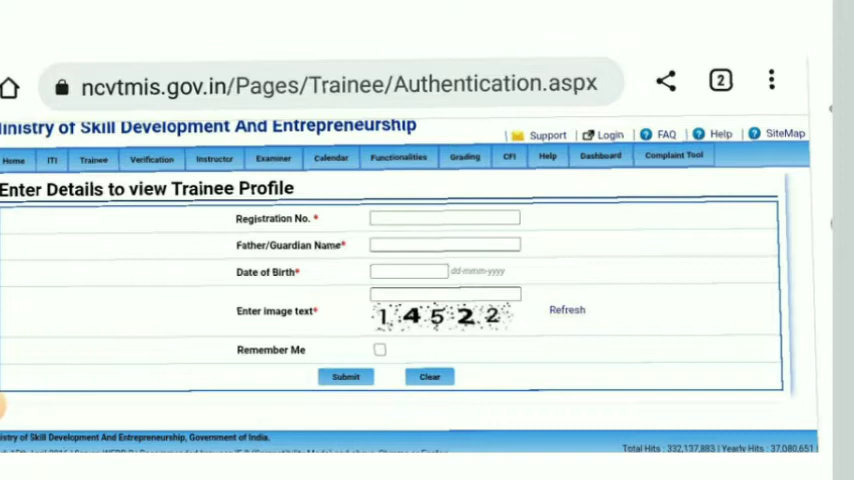 ncvtmis.gov.in/Pages/Trainee/Authentication.aspx
2
inistry of Skill Development And Entrepreneurship
Support Login FAQ Help SiteMap
Home ITI Trainee Verification Instructor Examiner Calendar Functionalities Grading CFI Help Dashboard Complaint Tool
Enter Details to view Trainee Profile
Registration No. *
Father/Guardian Name*
Date of Birth* dd-mmm-yyyy
Enter image text* 14522 Refresh
Remember Me
Submit Clear
istry of Skill Development And Entrepreneurship, Government of India.
Total Hits : 332,137,883 | Yearly Hits : 37,080,651